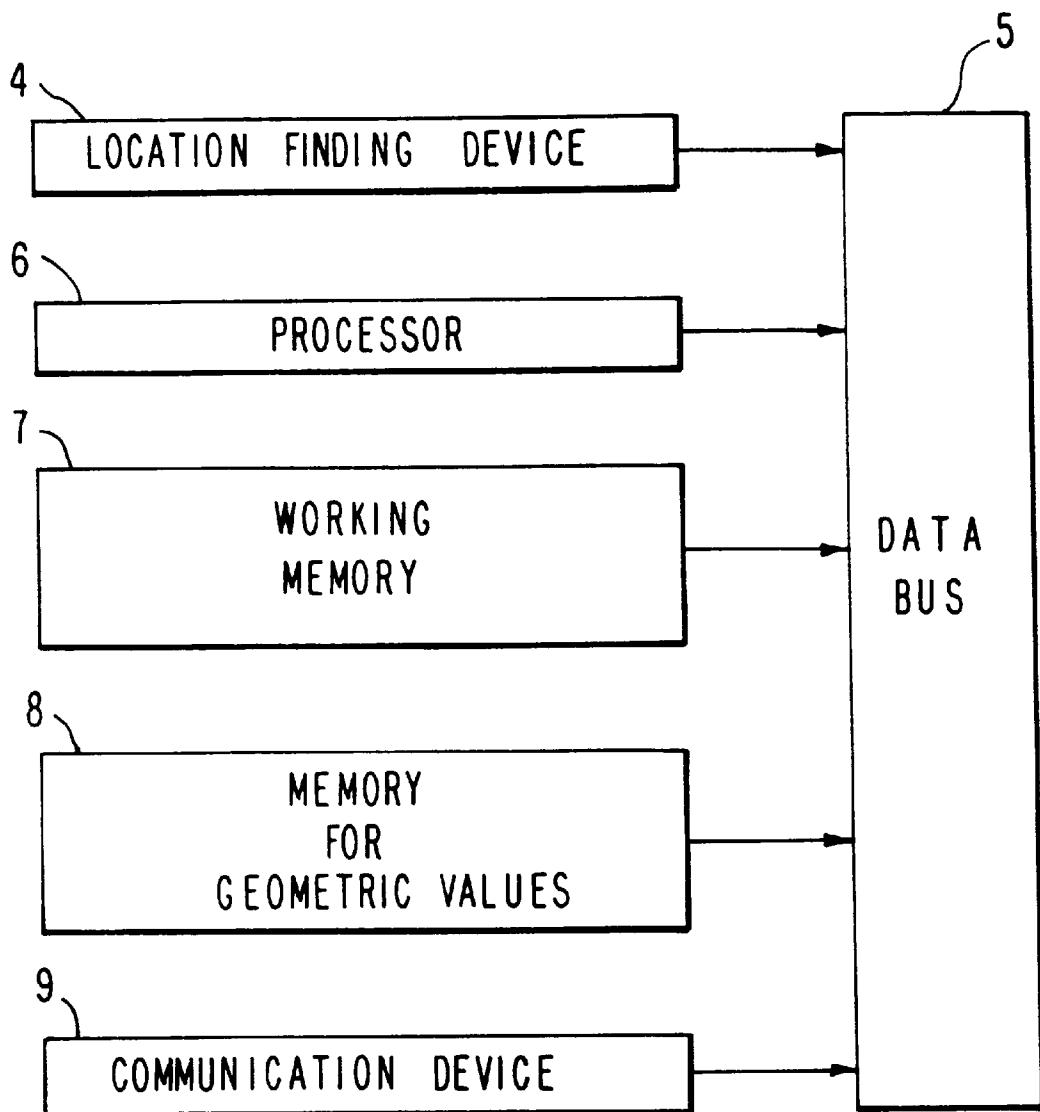 5
4
LOCATION FINDING DEVICE
6
PROCESSOR
7
WORKING
MEMORY
DATA
BUS
8
MEMORY
FOR
GEOMETRIC VALUES
9
COMMUNICATION DEVICE